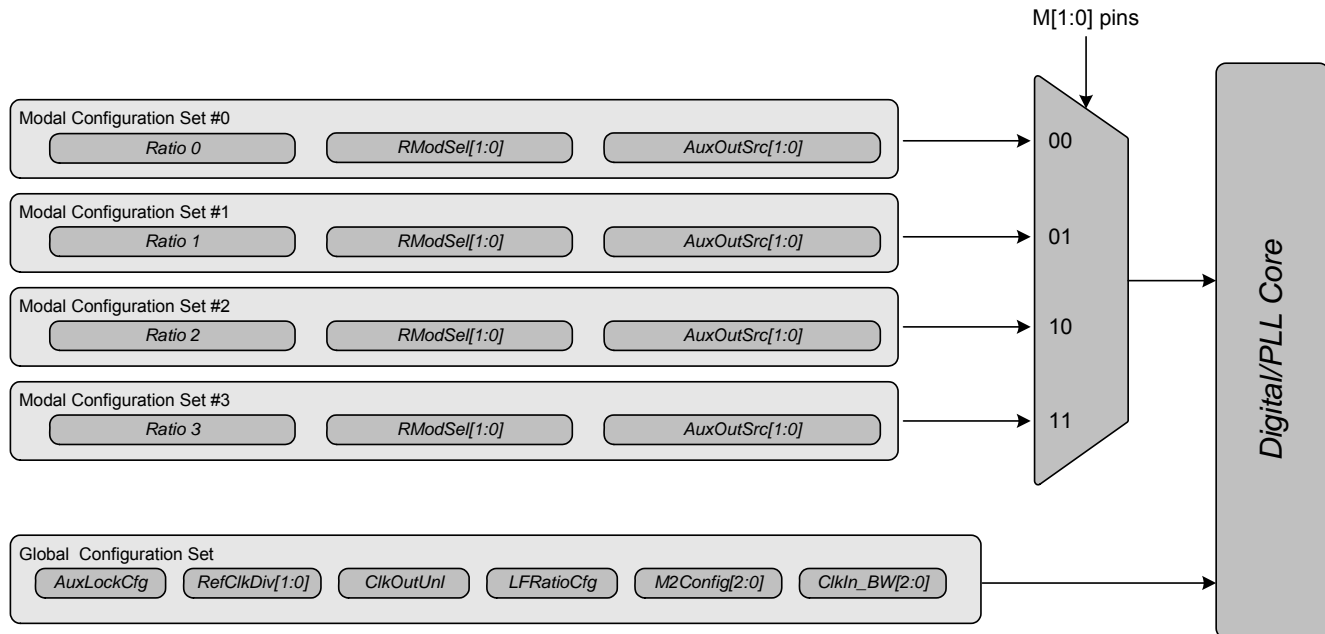 M[1:0] pins
Modal Configuration Set #0
Ratio 0 RModSel[1:0] AuxOutSrc[1:0]
00
Modal Configuration Set #1
Ratio 1 RModSel[1:0] AuxOutSrc[1:0]
01
Modal Configuration Set #2
Ratio 2 RModSel[1:0] AuxOutSrc[1:0]
10
Modal Configuration Set #3
Ratio 3 RModSel[1:0] AuxOutSrc[1:0]
11
Digital/PLL Core
Global Configuration Set
AuxLockCfg RefClkDiv[1:0] ClkOutUnl LFRatioCfg M2Config[2:0] ClkIn_BW[2:0]